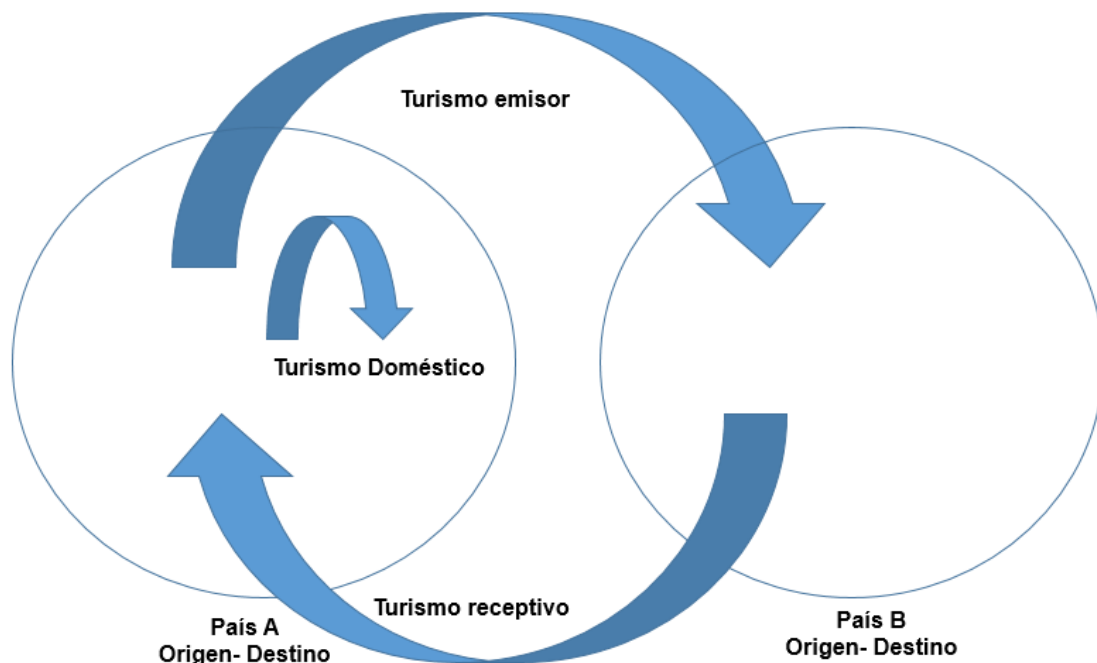 Turismo emisor
Turismo Doméstico
Turismo receptivo
País A
Origen- Destino
País B
Origen- Destino